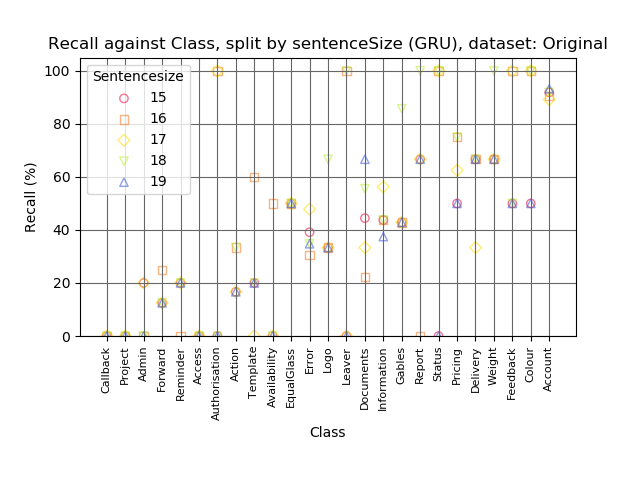 Recall against Class, split by sentenceSize (GRU), dataset: Original
Recall (%)
100
80
60
40
20
0
Sentencesize
15
16
17
18
19
Callback
Project
Admin
Forward
Reminder
Access
Authorisation
Action
Template
Availability
EqualGlass
Error
Logo
Leaver
Documents
Information
Gables
Report
Status
Pricing
Delivery
Weight
Feedback
Colour
Account
Class